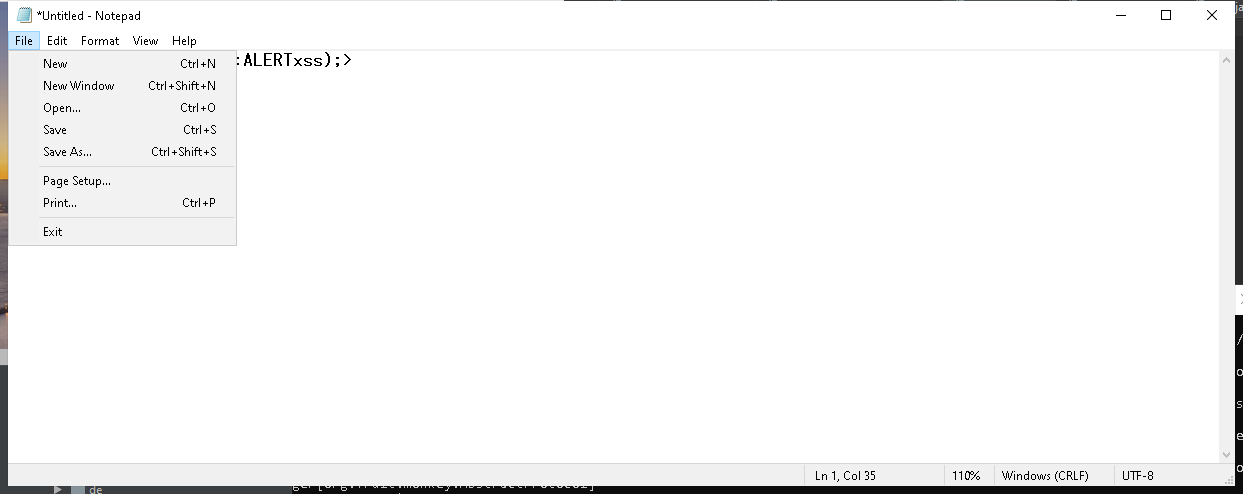 *Untitled - Notepad
File Edit Format View Help
:ALERTxss);>
New Ctrl+N
New Window Ctrl+Shift+N
Open... Ctrl+O
Save Ctrl+S
Save As... Ctrl+Shift+S
Page Setup...
Print... Ctrl+P
Exit
Ln 1, Col 35 110% Windows (CRLF) UTF-8
de